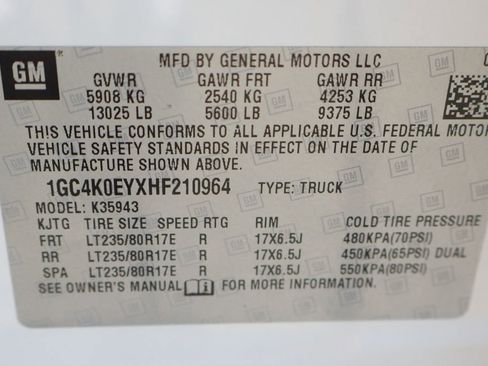 GM
MFD BY GENERAL MOTORS LLC
GVWR GAWR FRT GAWR RR
5908 KG 2540 KG 4253 KG
13025 LB 5600 LB 9375 LB
THIS VEHICLE CONFORMS TO ALL APPLICABLE U.S. FEDERAL MOTOR
VEHICLE SAFETY STANDARDS IN EFFECT ON THE DATE OF
MANUFACTURE SHOWN ABOVE.
1GC4K0EYXHF210964 TYPE: TRUCK
MODEL: K35943
KJTG TIRE SIZE SPEED RTG RIM COLD TIRE PRESSURE
FRT LT235/80R17E R 17X6.5J 480KPA(70PSI)
RR LT235/80R17E R 17X6.5J 450KPA(65PSI) DUAL
SPA LT235/80R17E R 17X6.5J 550KPA(80PSI)
SEE OWNER'S MANUAL FOR MORE INFORMATION.